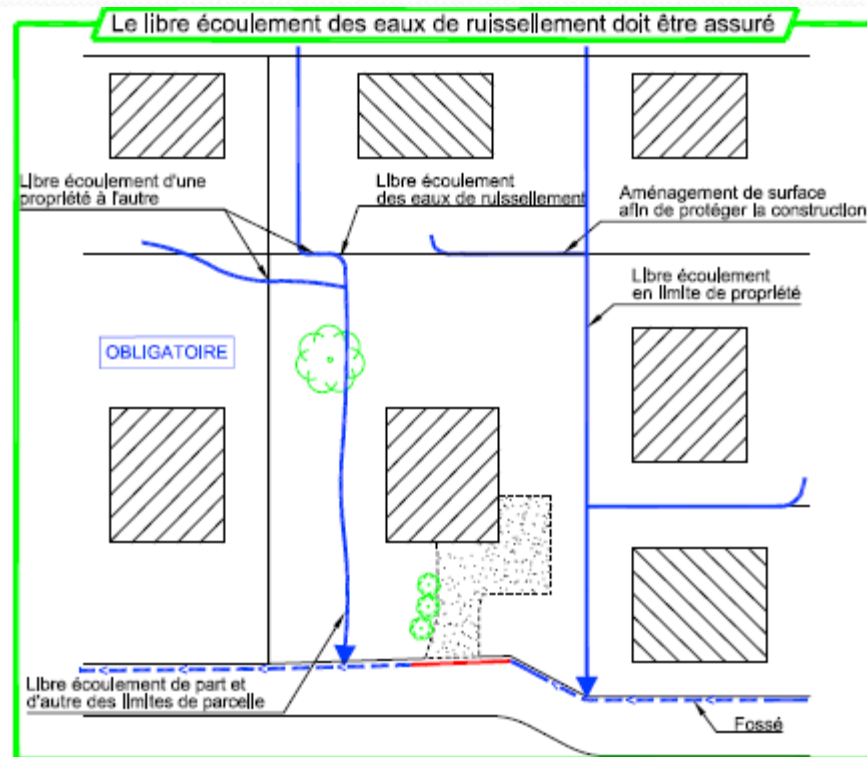 Le libre écoulement des eaux de ruissellement doit être assuré
Libre écoulement d'une
propriété à l'autre
Libre écoulement
des eaux de ruissellement
Aménagement de surface
afin de protéger la construction
Libre écoulement
en limite de propriété
OBLIGATOIRE
Libre écoulement de part et
d'autre des limites de parcelle
Fossé